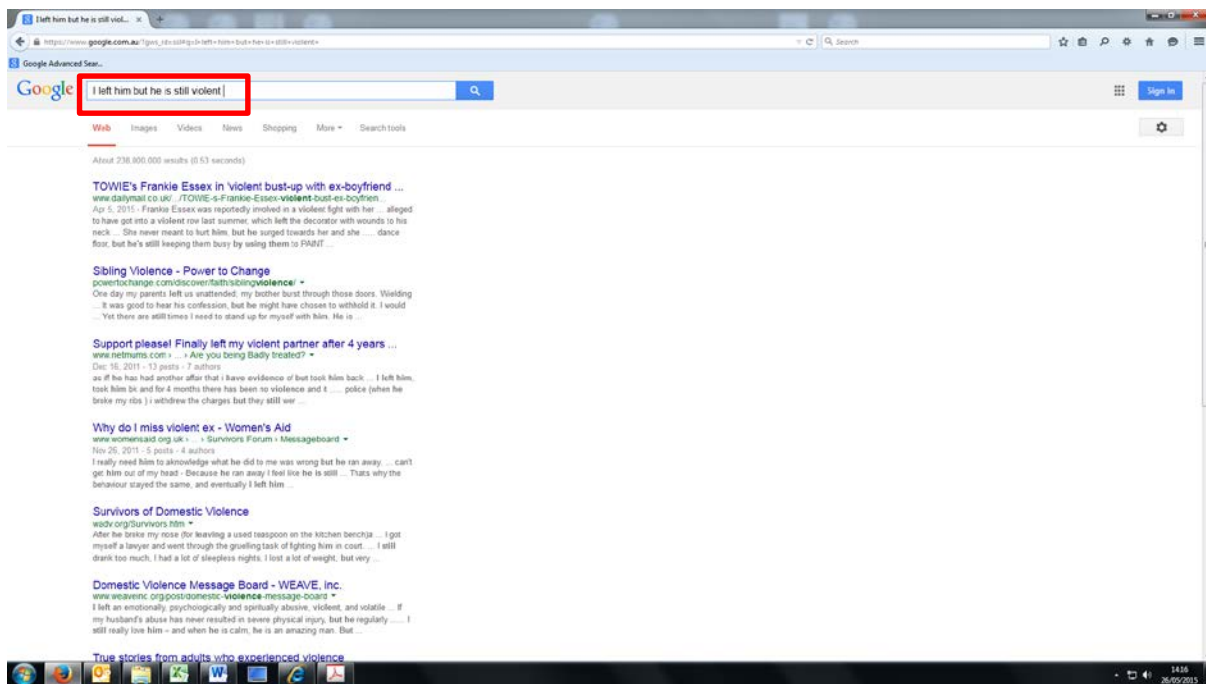 I left him but he is still viol...
https://www.google.com.au/
Search
Google Advanced Sear...
Google
I left him but he is still violent
Sign in
Web Images Videos News Shopping More Search tools
About 238,800,000 results (0.53 seconds)
TOWIE's Frankie Essex in 'violent bust-up with ex-boyfriend ...
www.dailymail.co.uk/.../TOWIE-s-Frankie-Essex-violent-bust-ex-boyfrien...
Apr 5, 2015 - Frankie Essex was reportedly involved in a violent fight with her ... alleged
to have got into a violent row last summer, which left the decorator with wounds to his
neck ... She never meant to hurt him, but he surged towards her and she ..... dance
floor, but he's still keeping them busy by using them to PAINT ...
Sibling Violence - Power to Change
powertochange.com/discover/faith/siblingviolence/
One day my parents left us unattended, my brother burst through those doors. Wielding
... It was good to hear his confession, but he might have chosen to withhold it. I would
... Yet there are still times I need to stand up for myself with him. He is ...
Support please! Finally left my violent partner after 4 years ...
www.netmums.com › ... › Are you being Badly treated?
Dec 16, 2011 - 13 posts - 7 authors
as if he has had another affair that i have evidence of but took him back ... I left him,
took him bk and for 4 months there has been no violence and it ..... police (when he
broke my ribs ) i withdrew the charges but they still wer ...
Why do I miss violent ex - Women's Aid
www.womensaid.org.uk › ... › Survivors Forum › Messageboard
Nov 26, 2011 - 5 posts - 4 authors
I really need him to aknowledge what he did to me was wrong but he ran away. ... can't
get him out of my head - Because he ran away I feel like he is still ... Thats why the
behaviour stayed the same, and eventually I left him ...
Survivors of Domestic Violence
wadv.org/Survivors.htm
After he broke my nose (for leaving a used teaspoon on the kitchen bench)a ... I got
myself a lawyer and went through the gruelling task of fighting him in court. ... I still
drank too much, I had a lot of sleepless nights, I lost a lot of weight, but very ...
Domestic Violence Message Board - WEAVE, Inc.
www.weaveinc.org/post/domestic-violence-message-board
I left an emotionally, psychologically and spiritually abusive, violent, and volatile ... If
my husband's abuse has never resulted in severe physical injury, but he regularly ..... I
still really love him – and when he is calm, he is an amazing man. But ...
True stories from adults who experienced violence
14:16
26/05/2015